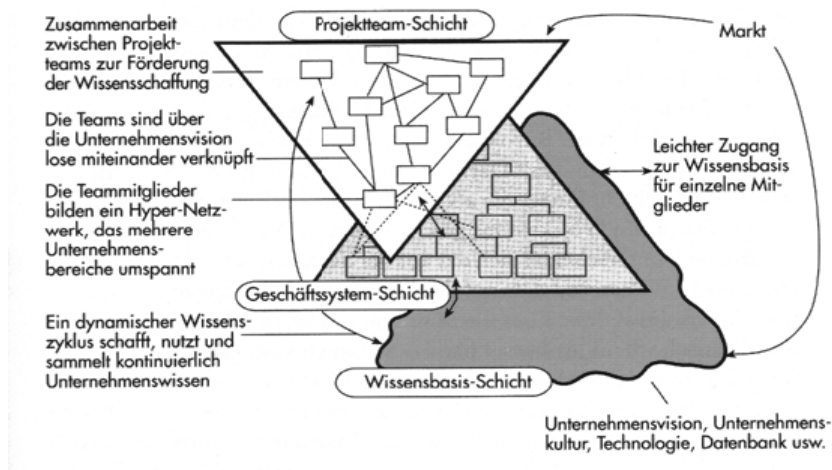 Projektteam-Schicht
Markt
Zusammenarbeit
zwischen Projekt-
teams zur Förderung
der Wissensschaffung
Die Teams sind über
die Unternehmensvision
lose miteinander verknüpft
Die Teammitglieder
bilden ein Hyper-Netz-
werk, das mehrere
Unternehmens-
bereiche umspannt
Leichter Zugang
zur Wissensbasis
für einzelne Mit-
glieder
Geschäftssystem-Schicht
Ein dynamischer Wissens-
zyklus schafft, nutzt und
sammelt kontinuierlich
Unternehmenswissen
Wissensbasis-Schicht
Unternehmensvision, Unternehmens-
kultur, Technologie, Datenbank usw.